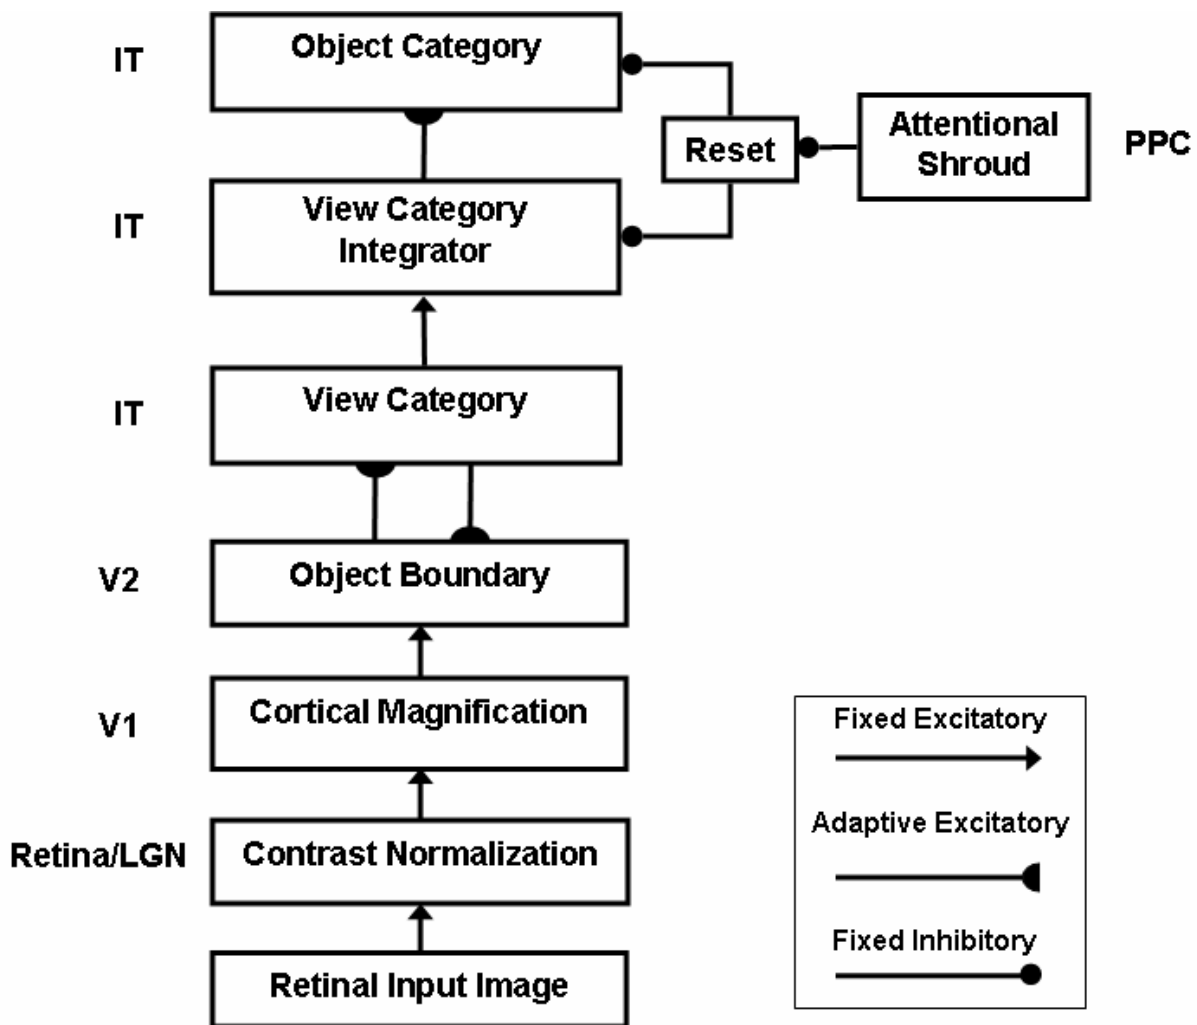 IT
Object Category
Attentional
Shroud
PPC
Reset
IT
View Category
Integrator
IT
View Category
V2
Object Boundary
V1
Cortical Magnification
Retina/LGN
Contrast Normalization
Retinal Input Image
Fixed Excitatory
Adaptive Excitatory
Fixed Inhibitory